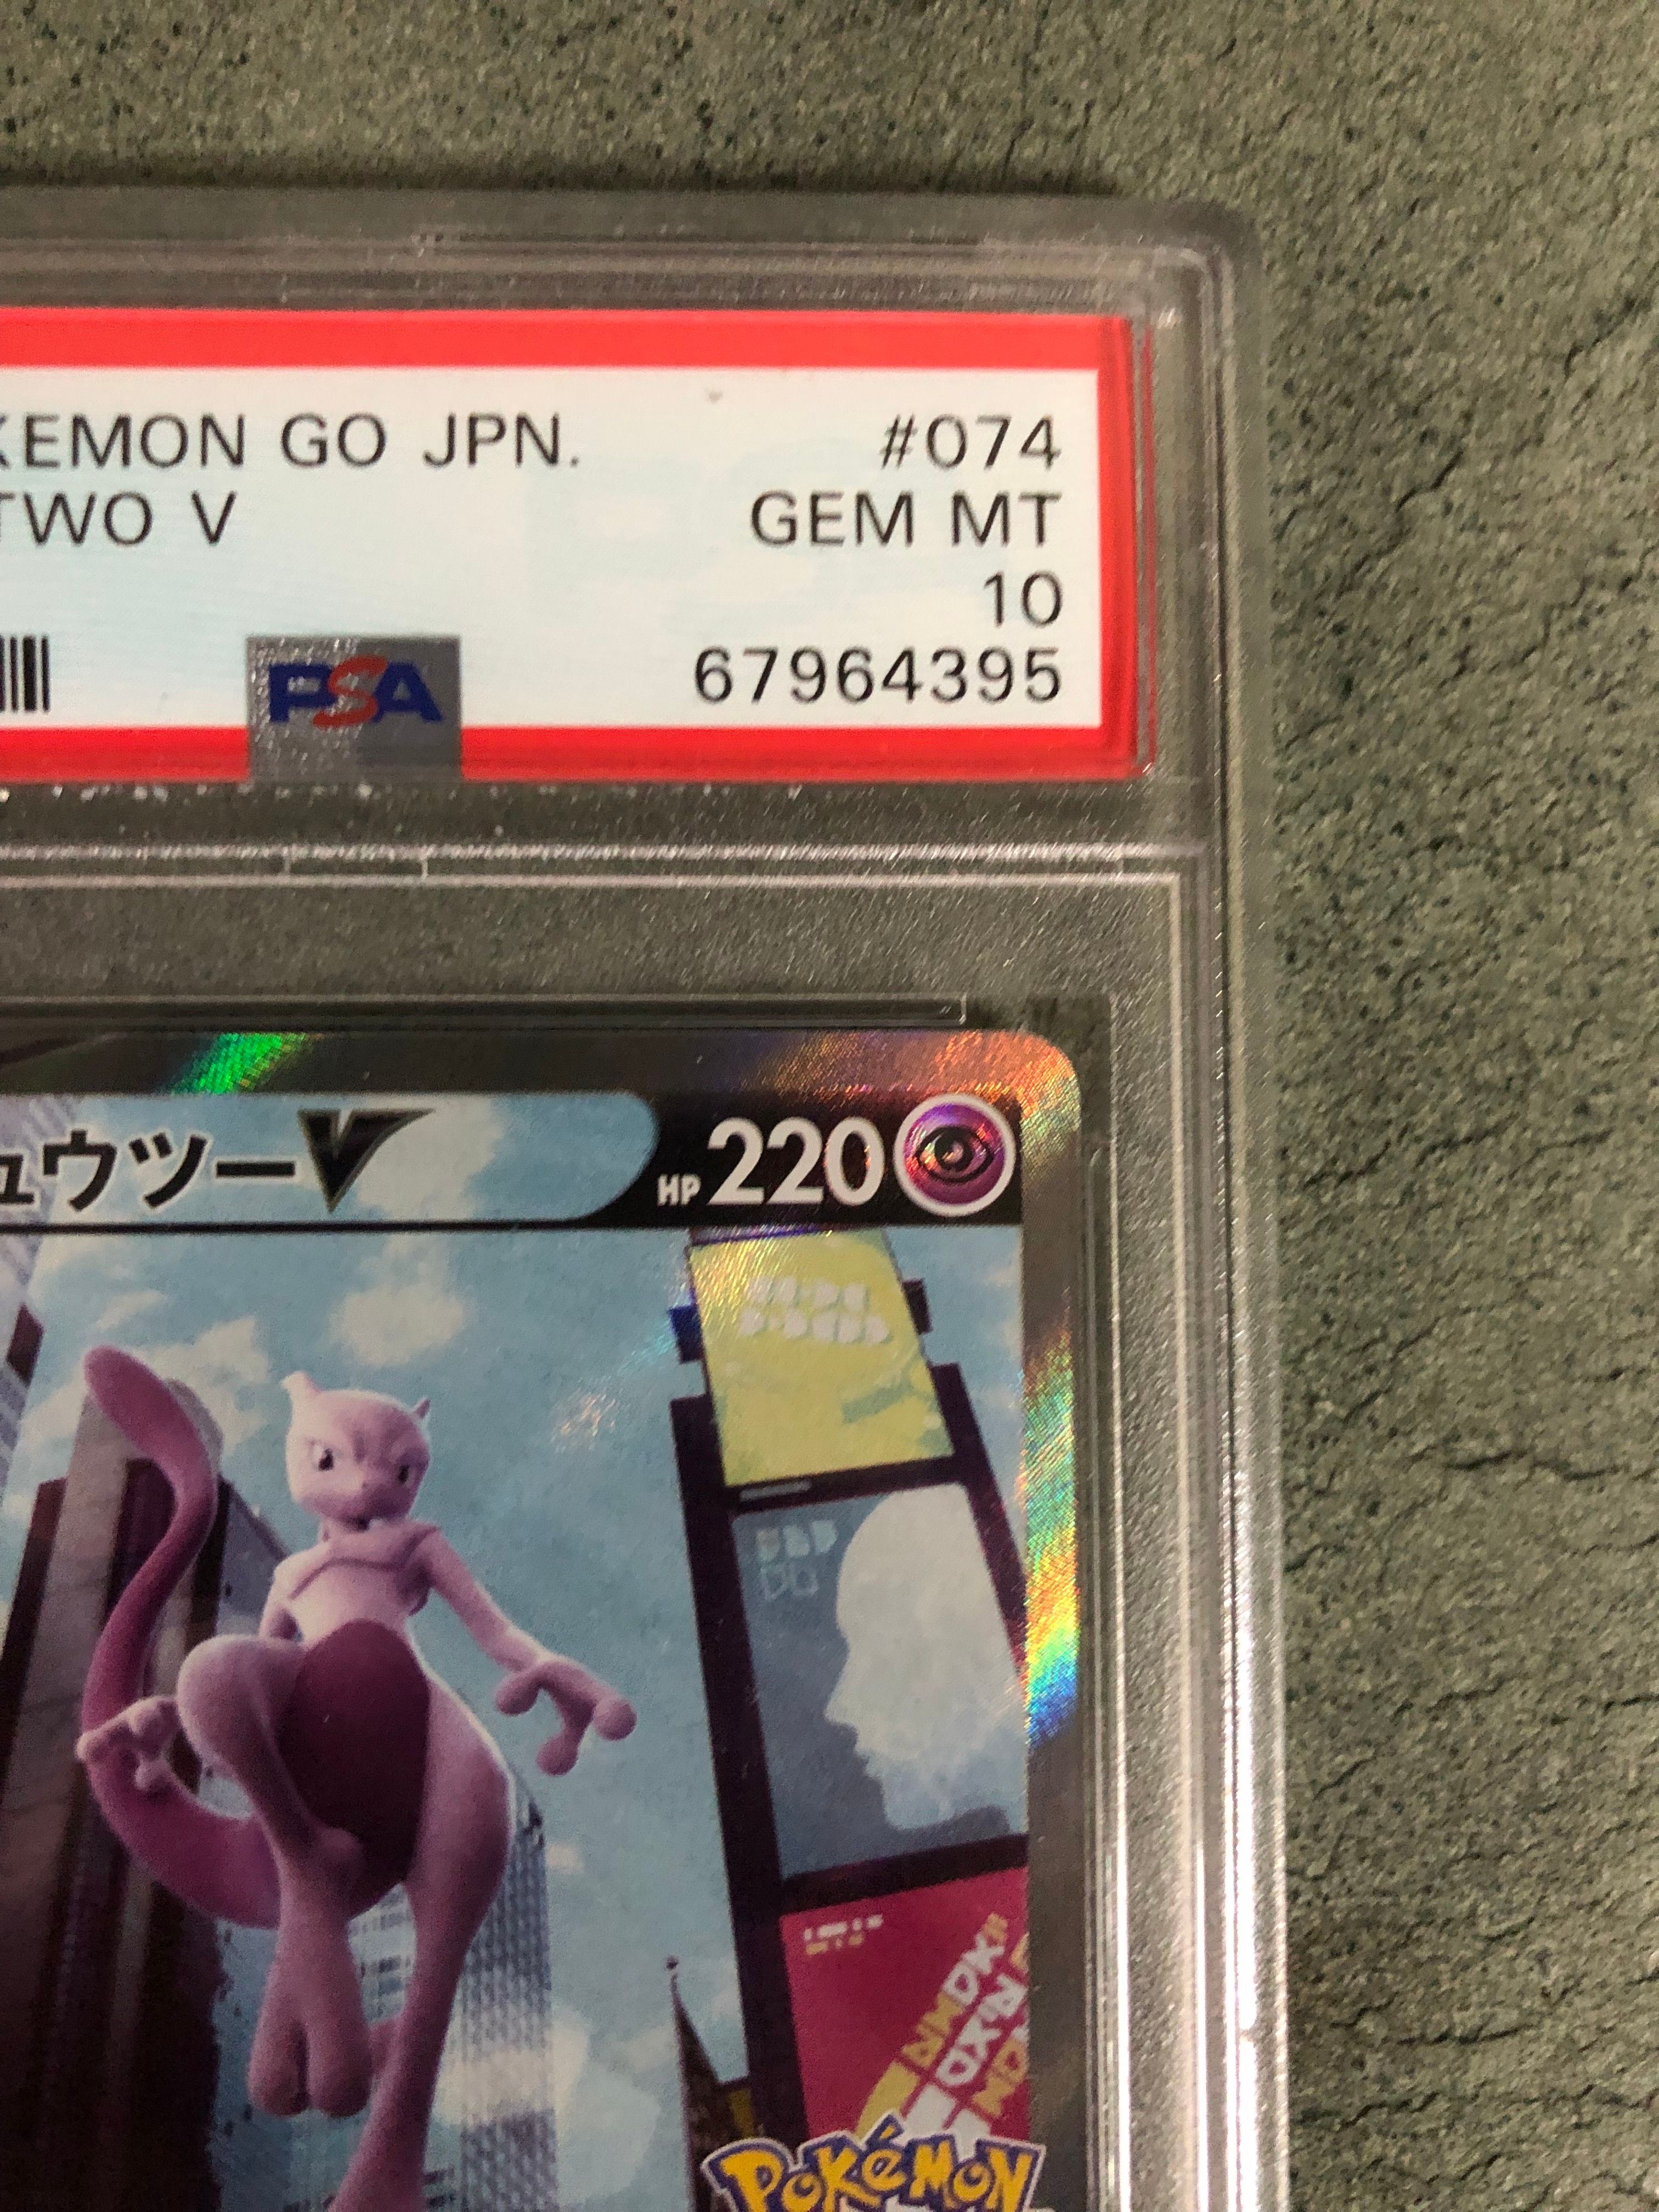 KEMON GO JPN. #074
TWO V GEM MT
10
PSA 67964395
ュウツーV HP 220
POKÉMON